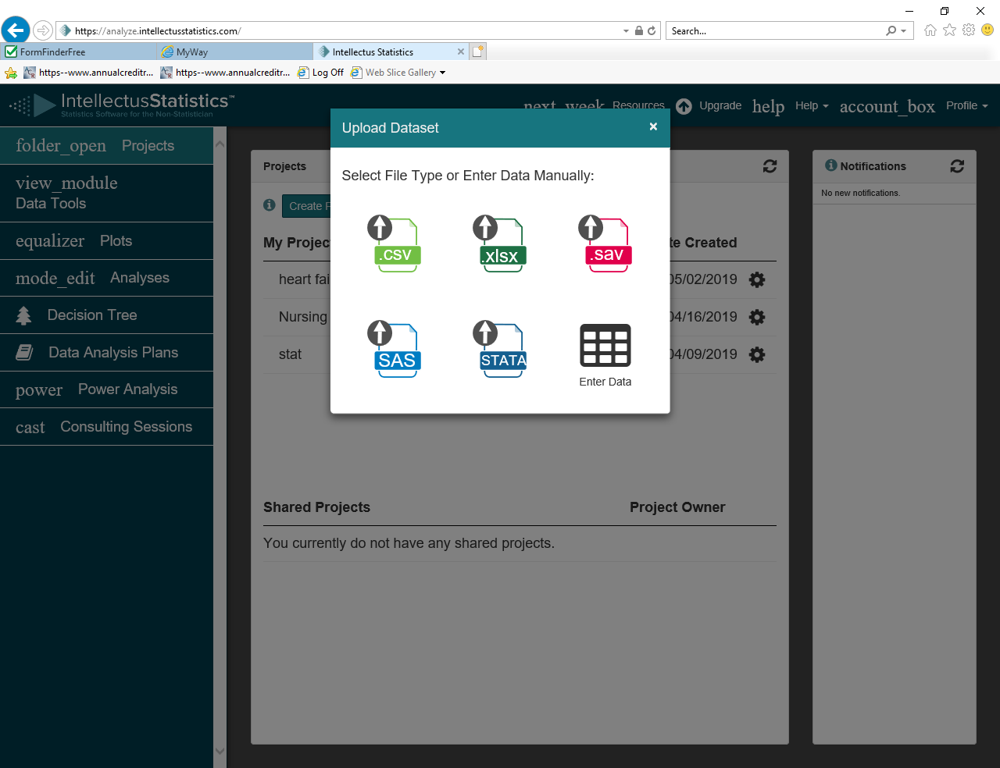 https://analyze.intellectusstatistics.com/
Search...
FormFinderFree
MyWay
Intellectus Statistics
https--www.annualcreditr...
https--www.annualcreditr...
Log Off
Web Slice Gallery
IntellectusStatistics™
Statistics Software for the Non-Statistician
next_week Resources
Upgrade
help Help
account_box Profile
folder_open Projects
view_module
Data Tools
equalizer Plots
mode_edit Analyses
Decision Tree
Data Analysis Plans
power Power Analysis
cast Consulting Sessions
Upload Dataset
×
Select File Type or Enter Data Manually:
.csv
.xlsx
.sav
SAS
STATA
Enter Data
Projects
Create
My Projec
te Created
heart fai
05/02/2019
Nursing
04/16/2019
stat
04/09/2019
Shared Projects
Project Owner
You currently do not have any shared projects.
Notifications
No new notifications.